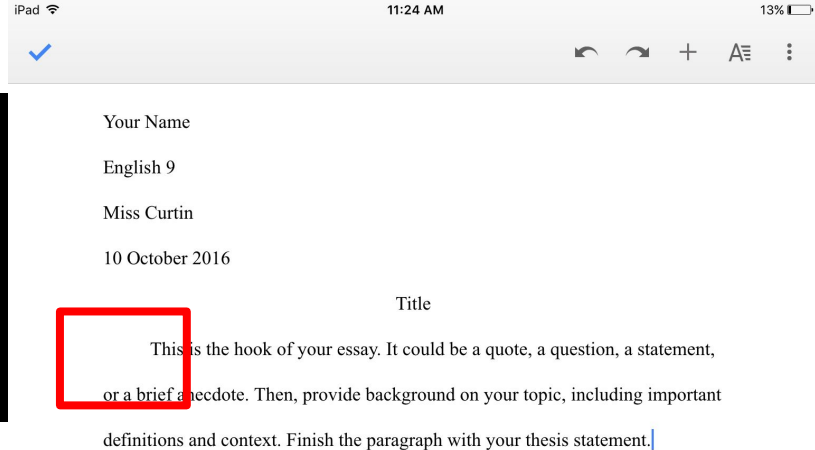 iPad 11:24 AM 13%
Your Name
English 9
Miss Curtin
10 October 2016
Title
This is the hook of your essay. It could be a quote, a question, a statement,
or a brief anecdote. Then, provide background on your topic, including important
definitions and context. Finish the paragraph with your thesis statement.